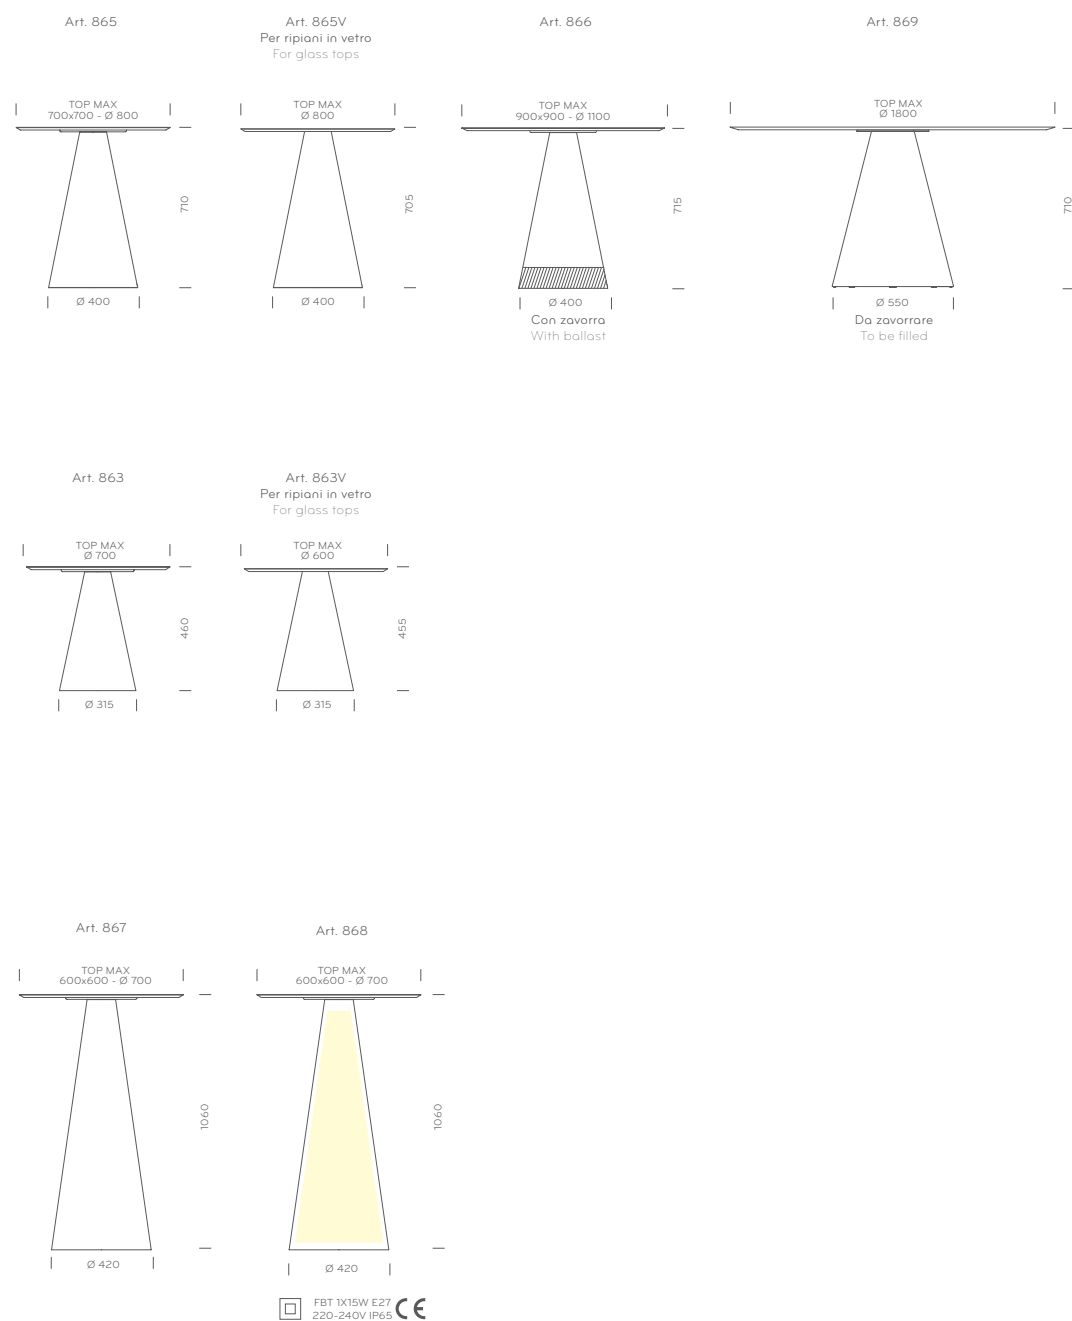 Art. 865
TOP MAX
700x700 - Ø 800
710
Ø 400
Art. 865V
Per ripiani in vetro
For glass tops
TOP MAX
Ø 800
705
Ø 400
Art. 866
TOP MAX
900x900 - Ø 1100
715
Ø 400
Con zavorra
With ballast
Art. 869
TOP MAX
Ø 1800
710
Ø 550
Da zavorrare
To be filled
Art. 863
TOP MAX
Ø 700
460
Ø 315
Art. 863V
Per ripiani in vetro
For glass tops
TOP MAX
Ø 600
455
Ø 315
Art. 867
TOP MAX
600x600 - Ø 700
1060
Ø 420
Art. 868
TOP MAX
600x600 - Ø 700
1060
Ø 420
FBT 1X15W E27
220-240V IP65
CE